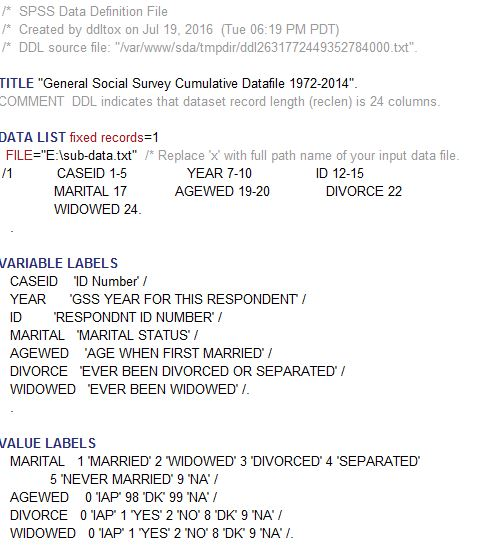 /*  SPSS Data Definition File
/*  Created by ddltox on Jul 19, 2016  (Tue 06:19 PM PDT)
/*  DDL source file: "/var/www/sda/tmpdir/ddl2631772449352784000.txt".
TITLE "General Social Survey Cumulative Datafile 1972-2014".
COMMENT  DDL indicates that dataset record length (reclen) is 24 columns.
DATA LIST fixed records=1
FILE="E:\sub-data.txt"  /* Replace 'x' with full path name of your input data file.
/1 CASEID 1-5 YEAR 7-10 ID 12-15
MARITAL 17 AGEWED 19-20 DIVORCE 22
WIDOWED 24.
.
VARIABLE LABELS
CASEID 'ID Number' /
YEAR 'GSS YEAR FOR THIS RESPONDENT' /
ID 'RESPONDNT ID NUMBER' /
MARITAL 'MARITAL STATUS' /
AGEWED 'AGE WHEN FIRST MARRIED' /
DIVORCE 'EVER BEEN DIVORCED OR SEPARATED' /
WIDOWED 'EVER BEEN WIDOWED' /.
.
VALUE LABELS
MARITAL 1 'MARRIED' 2 'WIDOWED' 3 'DIVORCED' 4 'SEPARATED'
5 'NEVER MARRIED' 9 'NA' /
AGEWED 0 'IAP' 98 'DK' 99 'NA' /
DIVORCE 0 'IAP' 1 'YES' 2 'NO' 8 'DK' 9 'NA' /
WIDOWED 0 'IAP' 1 'YES' 2 'NO' 8 'DK' 9 'NA' /.